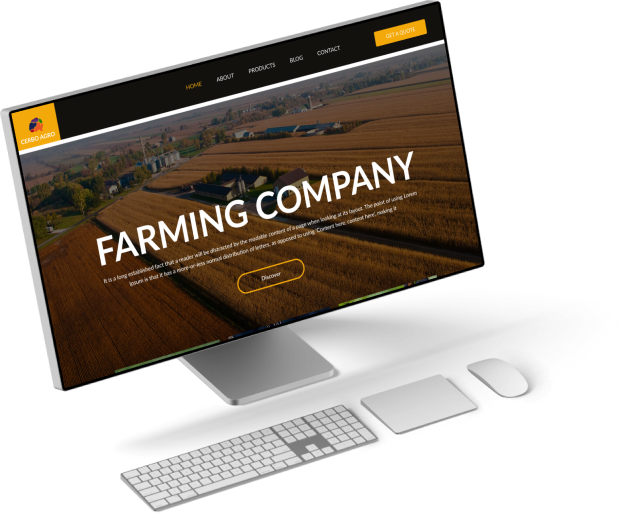 HOME ABOUT PRODUCTS BLOG CONTACT GET A QUOTE
CERRO AGRO
FARMING COMPANY
It is a long established fact that a reader will be distracted by the readable content of a page when looking at its layout. The point of using Lorem
Ipsum is that it has a more-or-less normal distribution of letters, as opposed to using 'Content here, content here', making it
Discover